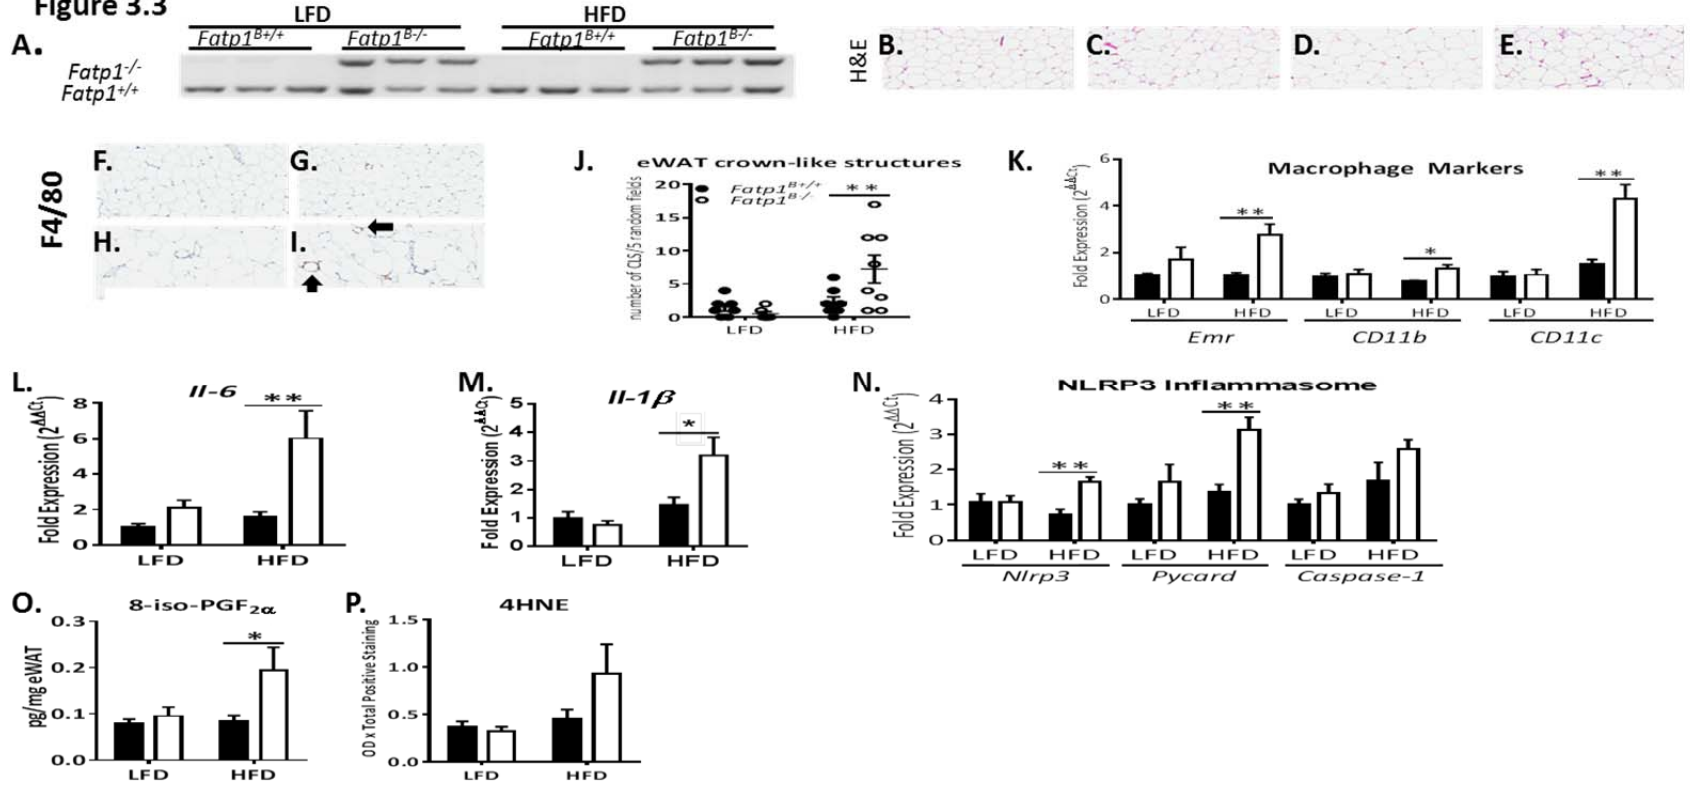 Figure 3.3
LFD HFD
A. Fatp1B+/+ Fatp1B-/- Fatp1B+/+ Fatp1B-/-
Fatp1-/-
Fatp1+/+
H&E
B. C. D. E.
F4/80
F. G.
H. I.
J. eWAT crown-like structures
number of CLS/5 random fields
20
15
10
5
0
Fatp1B+/+
Fatp1B-/-
**
LFD HFD
K. Macrophage Markers
Fold Expression (2ΔΔCt)
6
4
2
0
** * **
LFD HFD LFD HFD LFD HFD
Emr CD11b CD11c
L. Il-6
Fold Expression (2ΔΔCt)
8
6
4
2
0
**
LFD HFD
M. Il-1β
Fold Expression (2ΔΔCt)
5
4
3
2
1
0
*
LFD HFD
N. NLRP3 Inflammasome
Fold Expression (2ΔΔCt)
4
3
2
1
0
** **
LFD HFD LFD HFD LFD HFD
Nlrp3 Pycard Caspase-1
O. 8-iso-PGF2α
pg/mg eWAT
0.3
0.2
0.1
0.0
*
LFD HFD
P. 4HNE
OD x Total Positive Staining
1.5
1.0
0.5
0.0
LFD HFD